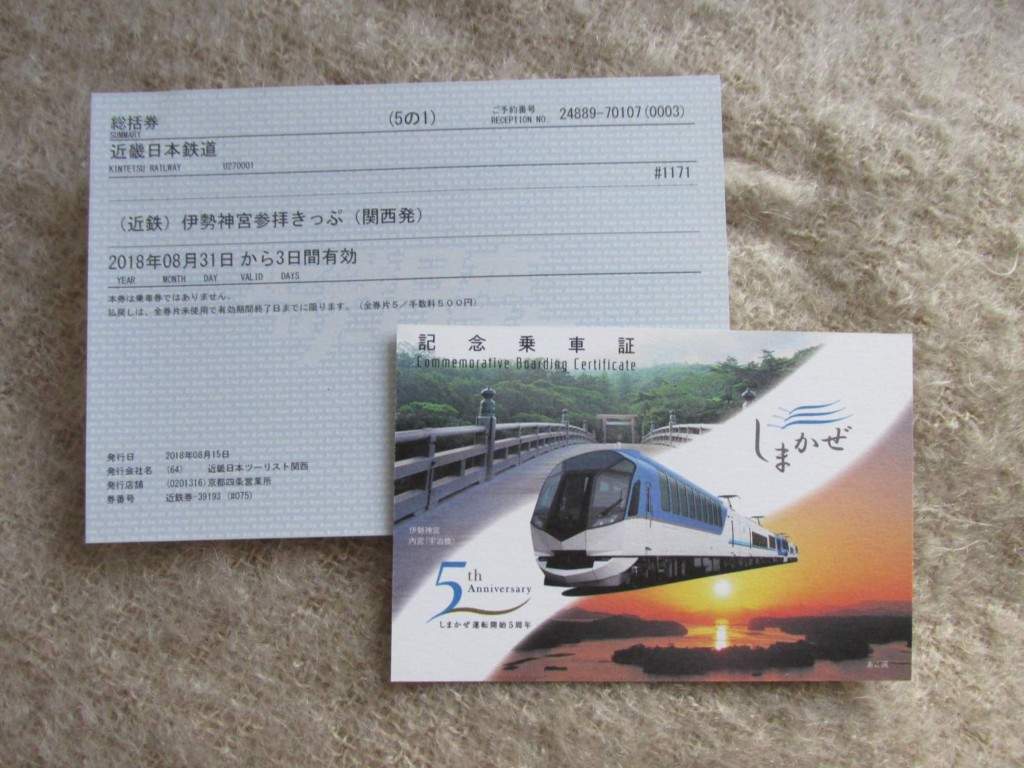 総括券 (5の1) ご予約番号 24889-70107(0003)
SUMMARY RECEPTION NO.
近畿日本鉄道
KINTETSU RAILWAY U270001
#1171
(近鉄)伊勢神宮参拝きっぷ(関西発)
2018年08月31日 から3日間有効
YEAR MONTH DAY VALID DAYS
本券は乗車券ではありません。
払戻しは、全券片未使用で有効期間終了日までに限ります。(全券片5/手数料500円)
発行日 2018年08月15日
発行会社名 (64) 近畿日本ツーリスト関西
発行店舗 (0201316)京都四条営業所
券番号 近鉄券-39193 (#075)
記念乗車証
Commemorative Boarding Certificate
しまかぜ
伊勢神宮
内宮「宇治橋」
5th
Anniversary
しまかぜ運転開始5周年
あご湾